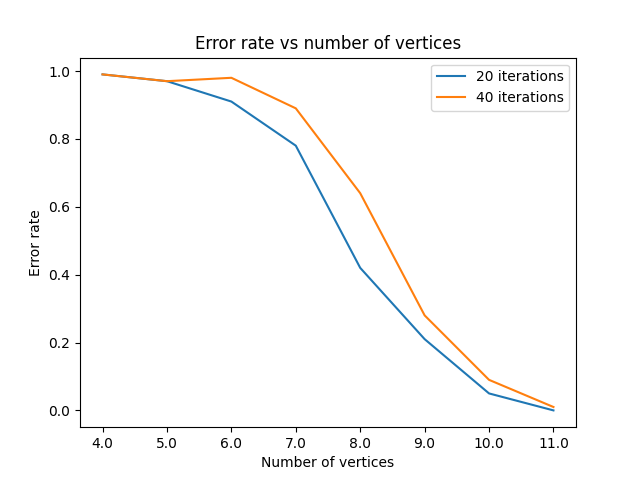 Error rate vs number of vertices
20 iterations
40 iterations
1.0
0.8
0.6
0.4
0.2
0.0
Error rate
4.0 5.0 6.0 7.0 8.0 9.0 10.0 11.0
Number of vertices